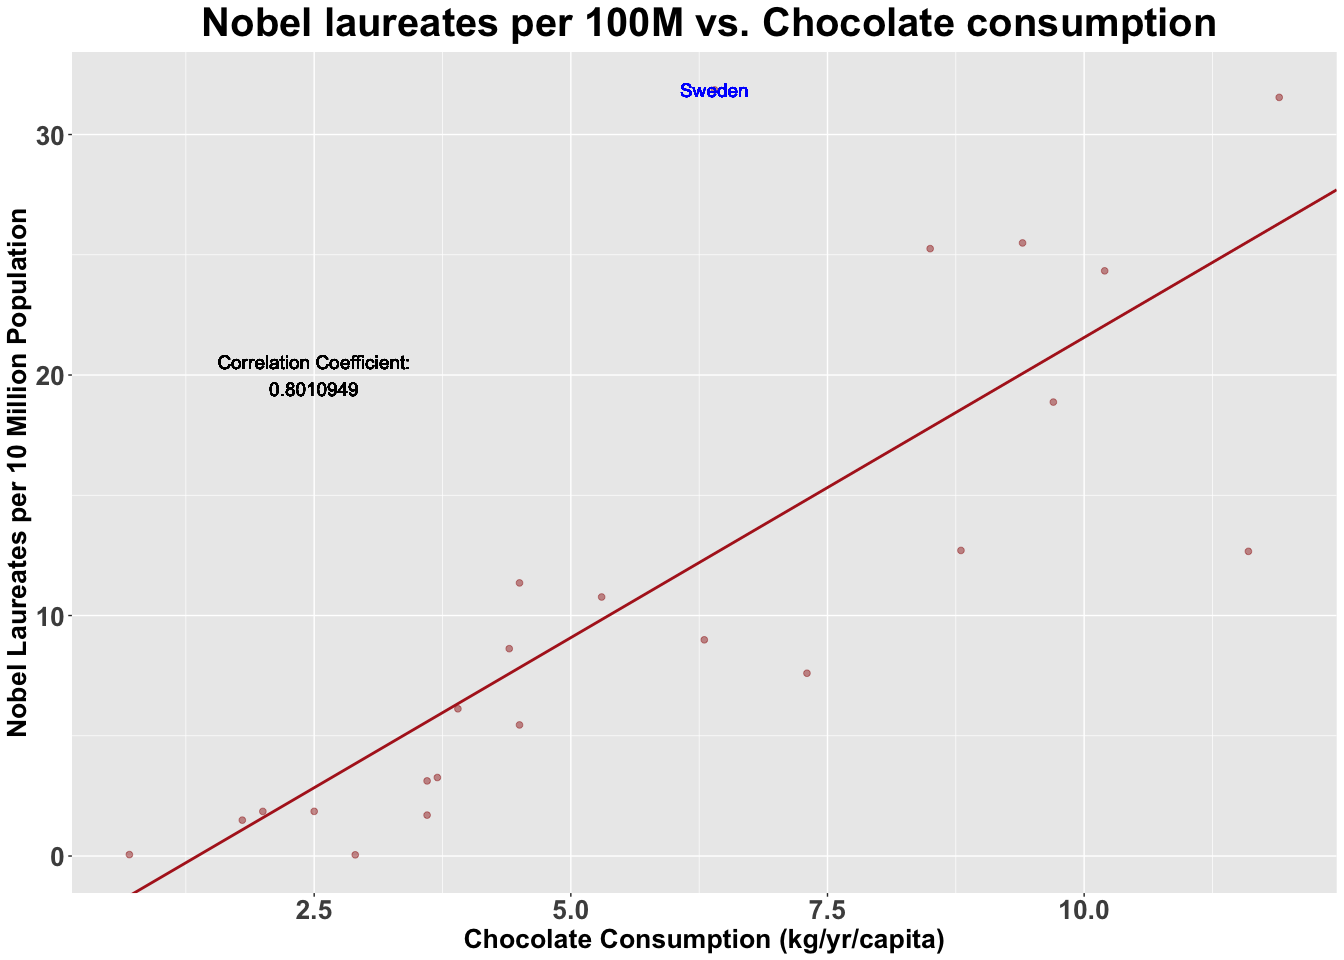 Nobel laureates per 100M vs. Chocolate consumption
Sweden
30
Nobel Laureates per 10 Million Population
Correlation Coefficient:
0.8010949
20
10
0
2.5 5.0 7.5 10.0
Chocolate Consumption (kg/yr/capita)